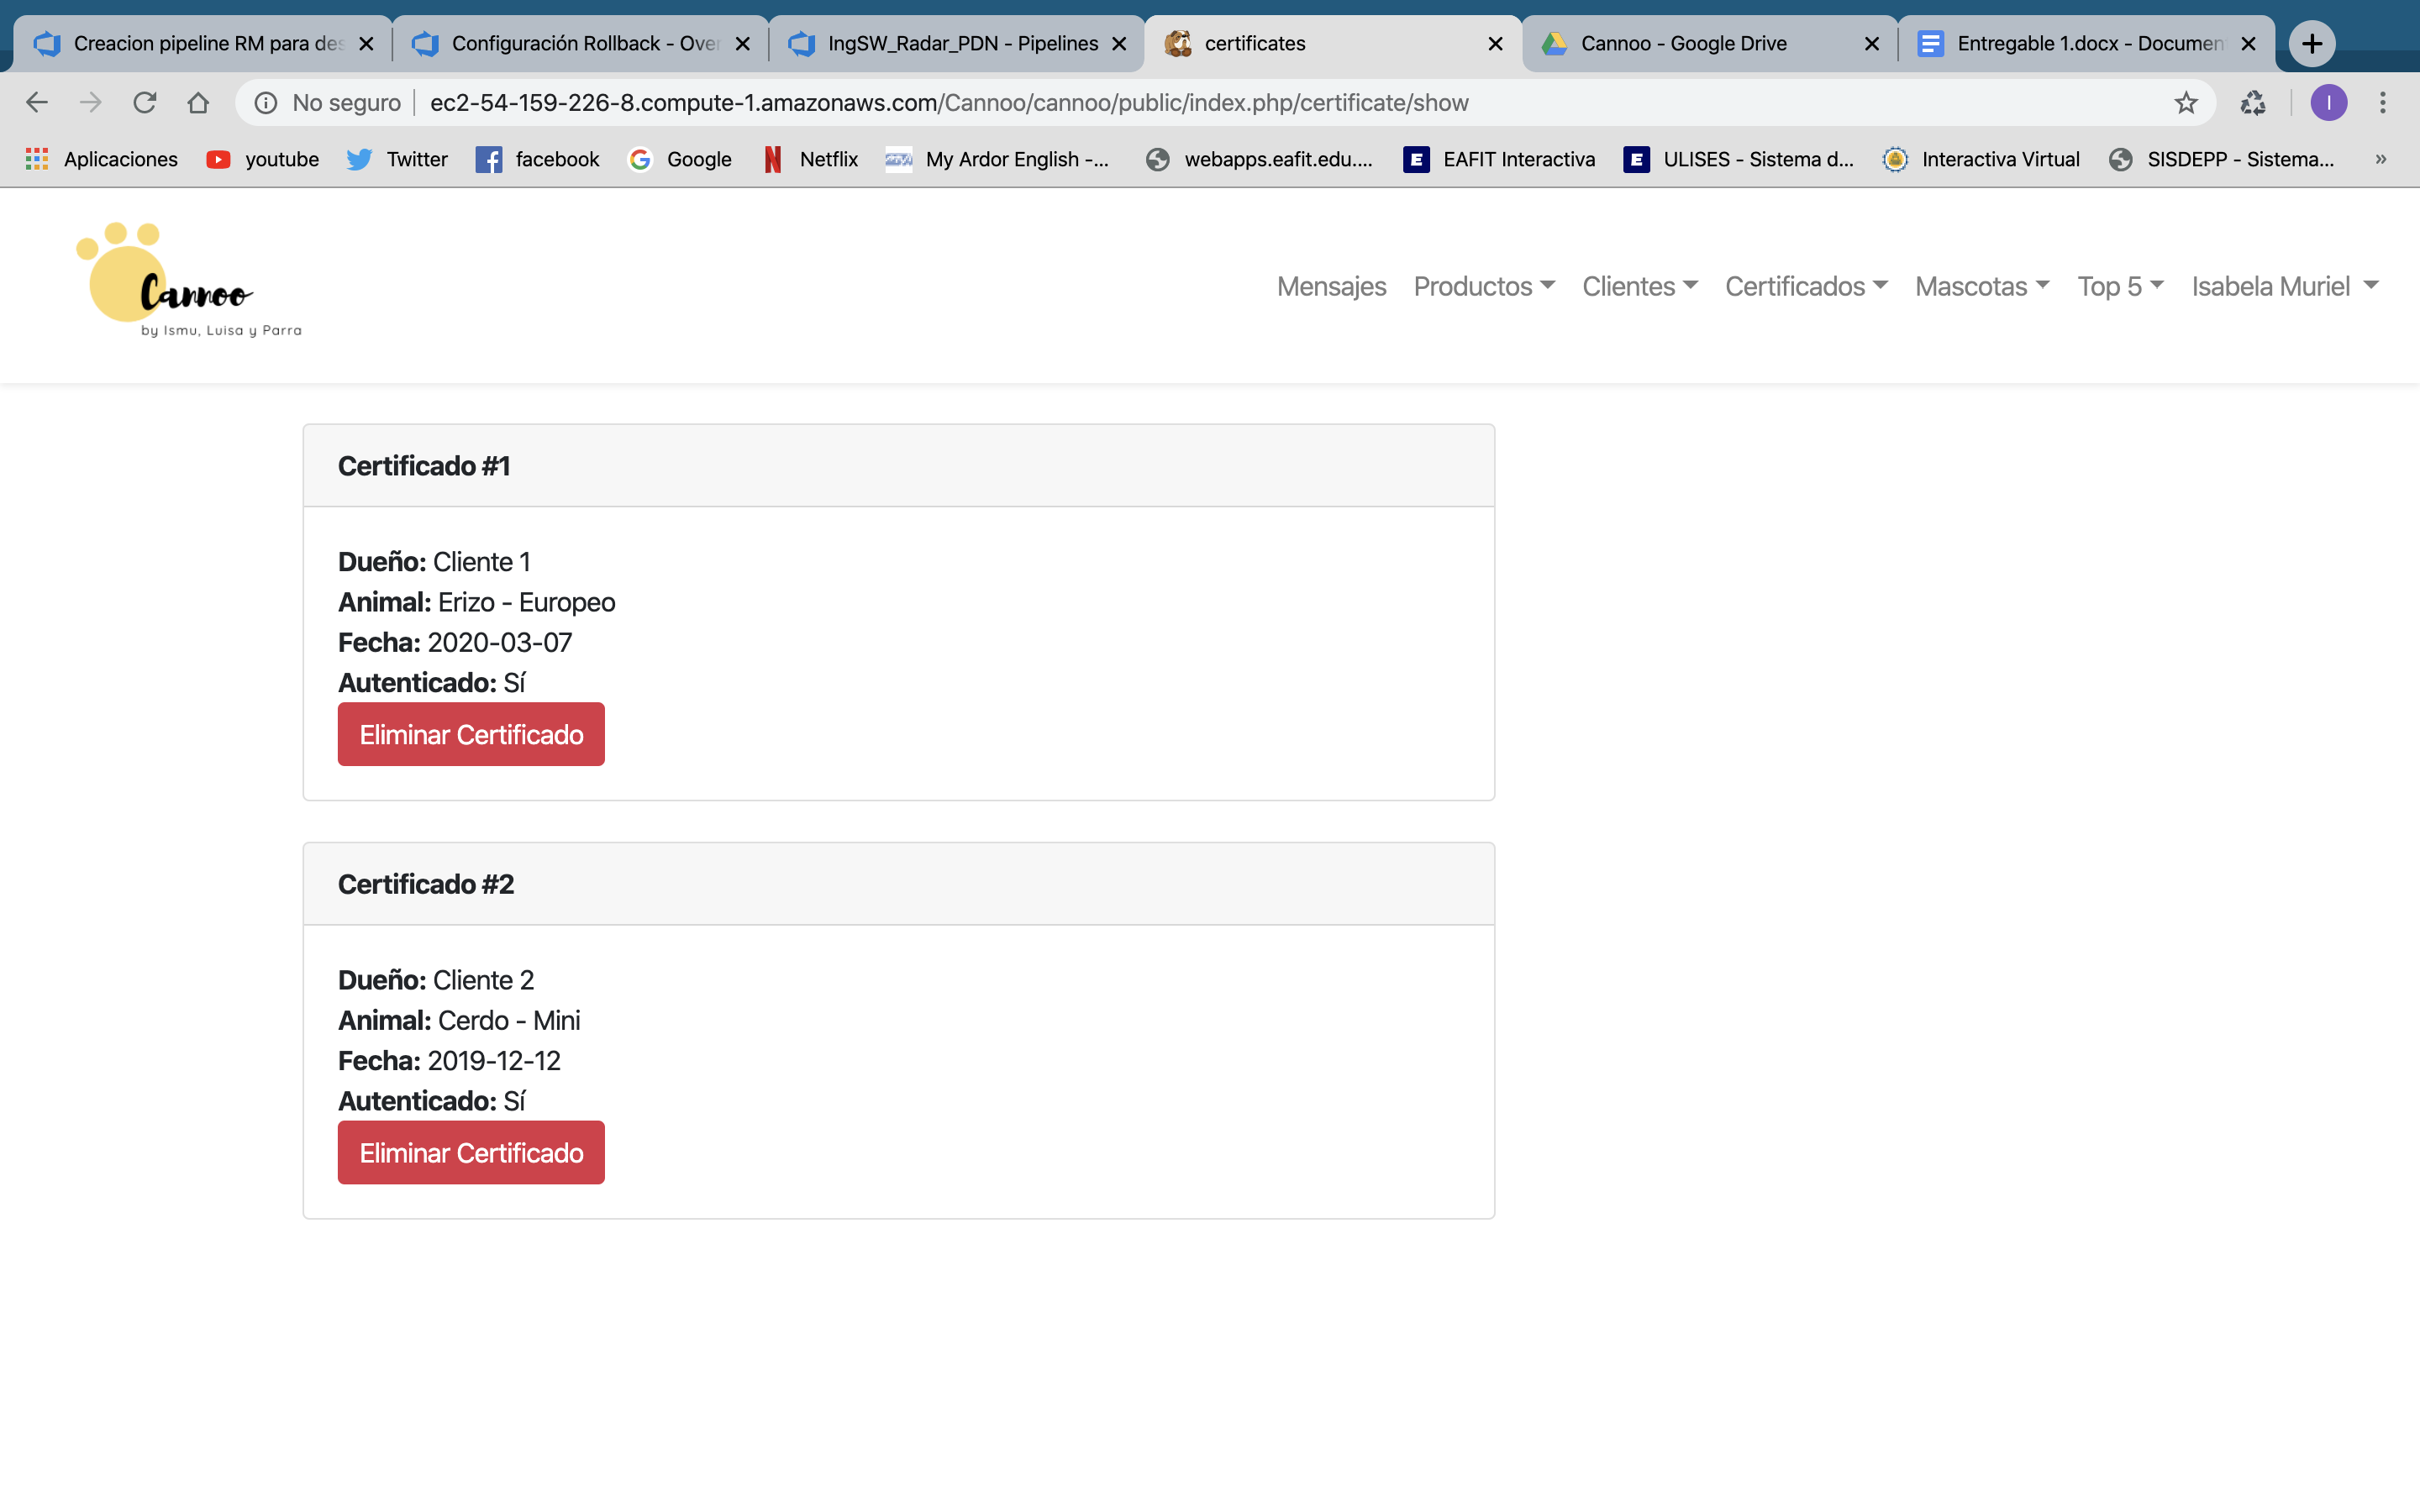 Creacion pipeline RM para des
Configuración Rollback - Over
IngSW_Radar_PDN - Pipelines
certificates
Cannoo - Google Drive
Entregable 1.docx - Documen
No seguro ec2-54-159-226-8.compute-1.amazonaws.com/Cannoo/cannoo/public/index.php/certificate/show
I
Aplicaciones youtube Twitter facebook Google Netflix My Ardor English -... webapps.eafit.edu.... EAFIT Interactiva ULISES - Sistema d... Interactiva Virtual SISDEPP - Sistema... »
Cannoo
by Ismu, Luisa y Parra
Mensajes Productos Clientes Certificados Mascotas Top 5 Isabela Muriel
Certificado #1
Dueño: Cliente 1
Animal: Erizo - Europeo
Fecha: 2020-03-07
Autenticado: Sí
Eliminar Certificado
Certificado #2
Dueño: Cliente 2
Animal: Cerdo - Mini
Fecha: 2019-12-12
Autenticado: Sí
Eliminar Certificado